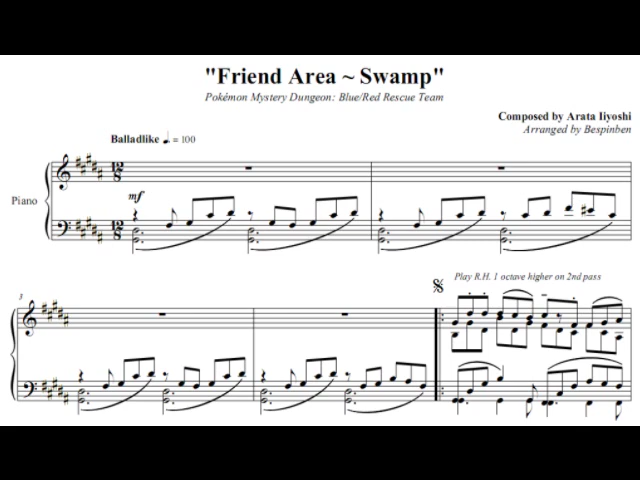 "Friend Area ~ Swamp"
Pokémon Mystery Dungeon: Blue/Red Rescue Team
Composed by Arata Iiyoshi
Arranged by Bespinben
Balladlike ♩. = 100
Piano
mf
3
Play R.H. 1 octave higher on 2nd pass